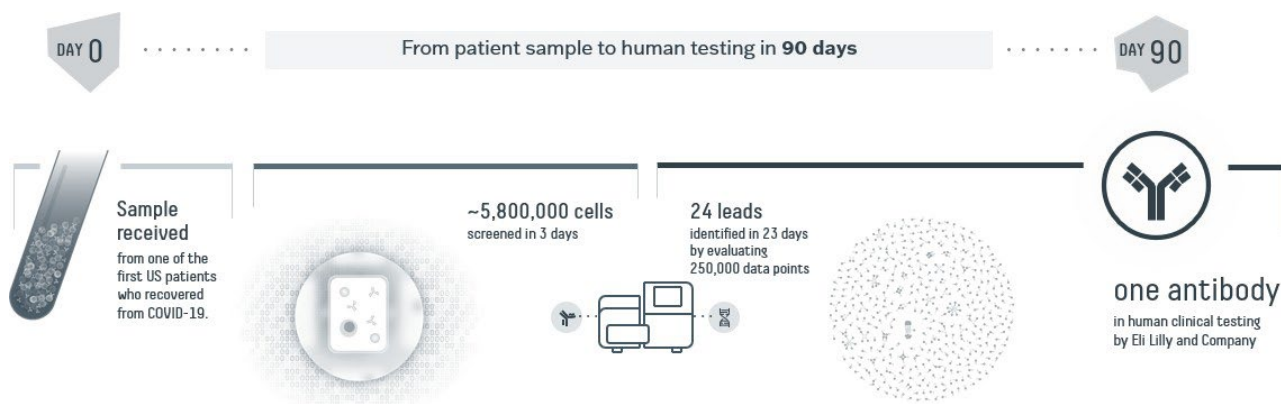 DAY 0
From patient sample to human testing in 90 days
DAY 90
Sample
received
from one of the
first US patients
who recovered
from COVID-19.
~5,800,000 cells
screened in 3 days
24 leads
identified in 23 days
by evaluating
250,000 data points
one antibody
in human clinical testing
by Eli Lilly and Company